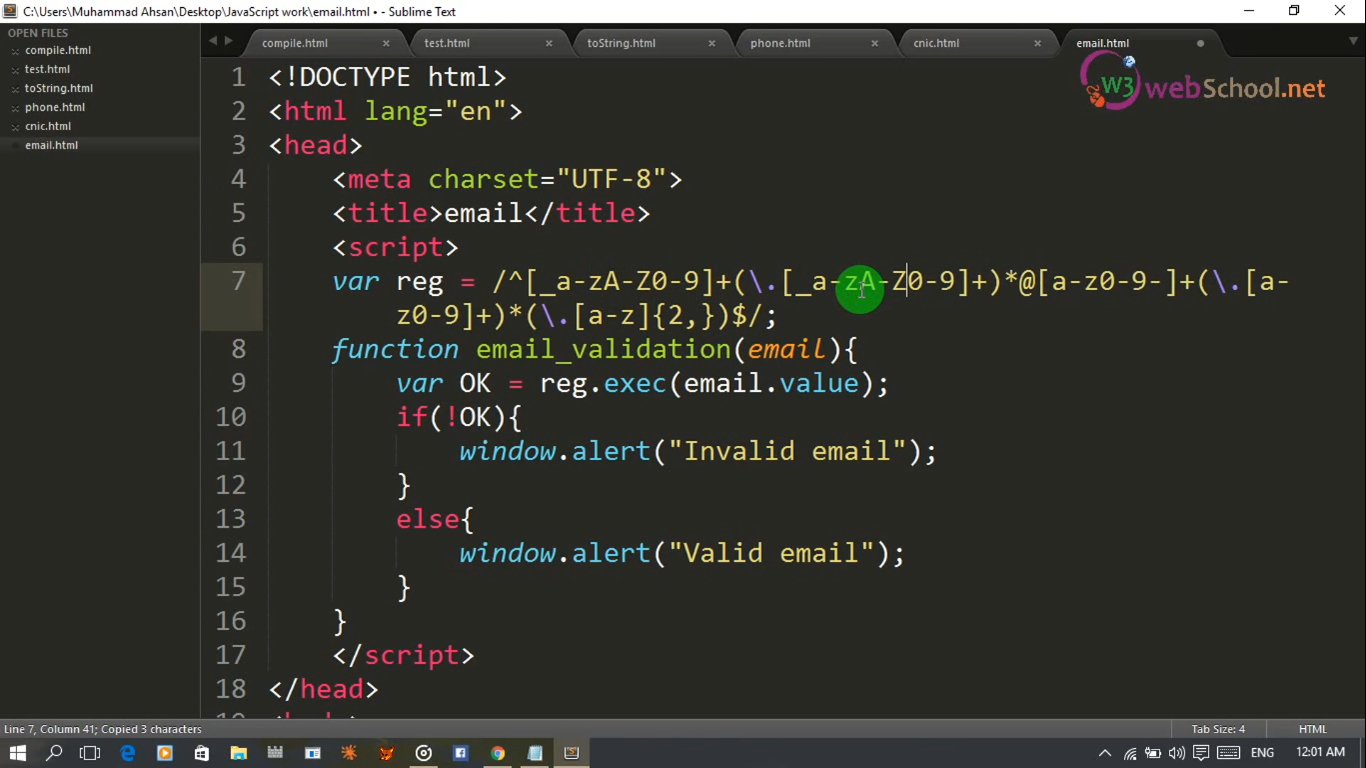 C:\Users\Muhammad Ahsan\Desktop\JavaScript work\email.html • - Sublime Text
OPEN FILES
compile.html
test.html
toString.html
phone.html
cnic.html
email.html
compile.html
test.html
toString.html
phone.html
cnic.html
email.html
W3 webSchool.net
1 <!DOCTYPE html>
2 <html lang="en">
3 <head>
4 <meta charset="UTF-8">
5 <title>email</title>
6 <script>
7 var reg = /^[_a-zA-Z0-9]+(\.[_a-zA-Z0-9]+)*@[a-z0-9-]+(\.[a-
z0-9]+)*(\.[a-z]{2,})$/;
8 function email_validation(email){
9 var OK = reg.exec(email.value);
10 if(!OK){
11 window.alert("Invalid email");
12 }
13 else{
14 window.alert("Valid email");
15 }
16 }
17 </script>
18 </head>
Line 7, Column 41; Copied 3 characters
Tab Size: 4
HTML
ENG
12:01 AM